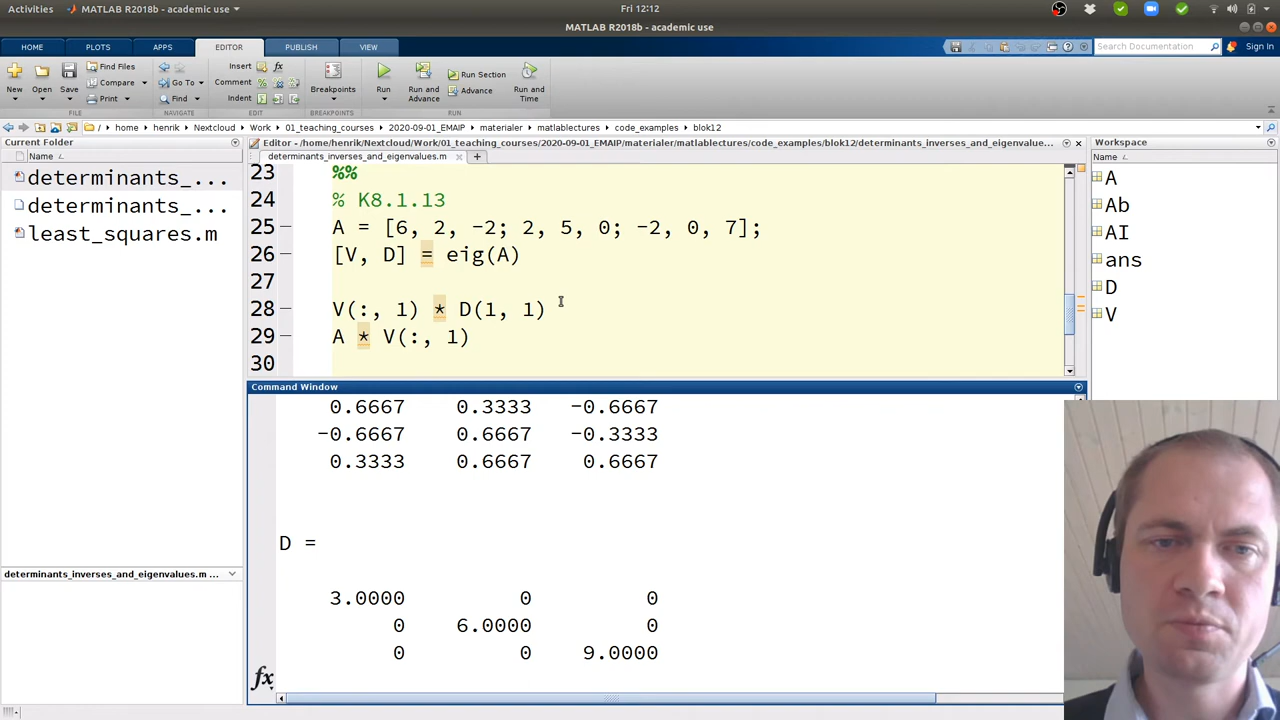 Activities
MATLAB R2018b - academic use
Fri 12:12
MATLAB R2018b - academic use
HOME PLOTS APPS EDITOR PUBLISH VIEW
Search Documentation
Sign In
New Open Save
Find Files
Compare
Print
Go To
Find
NAVIGATE
Insert
Comment
Indent
EDIT
Breakpoints
BREAKPOINTS
Run
Run and Advance
Run Section
Advance
Run and Time
FILE
RUN
/ home henrik Nextcloud Work 01_teaching_courses 2020-09-01_EMAIP materialer matlablectures code_examples blok12
Current Folder
Name
determinants_...
determinants_...
least_squares.m
determinants_inverses_and_eigenvalues.m ...
Editor - /home/henrik/Nextcloud/Work/01_teaching_courses/2020-09-01_EMAIP/materialer/matlablectures/code_examples/blok12/determinants_inverses_and_eigenvalue...
determinants_inverses_and_eigenvalues.m
23 %%
24 % K8.1.13
25 A = [6, 2, -2; 2, 5, 0; -2, 0, 7];
26 [V, D] = eig(A)
27
28 V(:, 1) * D(1, 1)
29 A * V(:, 1)
30
Command Window
0.6667 0.3333 -0.6667
-0.6667 0.6667 -0.3333
0.3333 0.6667 0.6667
D =
3.0000 0 0
0 6.0000 0
0 0 9.0000
fx
Workspace
Name
A
Ab
AI
ans
D
V